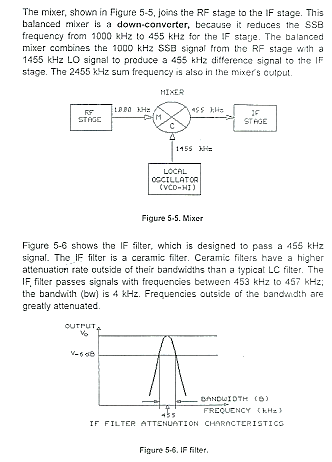 The mixer, shown in Figure 5-5, joins the RF stage to the IF stage. This
balanced mixer is a down-converter, because it reduces the SSB
frequency from 1000 kHz to 455 kHz for the IF stage. The balanced
mixer combines the 1000 kHz SSB signal from the RF stage with a
1455 kHz LO signal to produce a 455 kHz difference signal to the IF
stage. The 2455 kHz sum frequency is also in the mixer's output.
MIXER
RF
STAGE
1000 kHz
M
C
455 kHz
IF
STAGE
1455 kHz
LOCAL
OSCILLATOR
(VCO-HI)
Figure 5-5. Mixer
Figure 5-6 shows the IF filter, which is designed to pass a 455 kHz
signal. The IF filter is a ceramic filter. Ceramic filters have a higher
attenuation rate outside of their bandwidths than a typical LC filter. The
IF filter passes signals with frequencies between 453 kHz to 457 kHz;
the bandwith (bw) is 4 kHz. Frequencies outside of the bandwidth are
greatly attenuated.
OUTPUT
Vo
V-6dB
BANDWIDTH (B)
FREQUENCY (kHz)
455
IF FILTER ATTENUATION CHARACTERISTICS
Figure 5-6. IF filter.